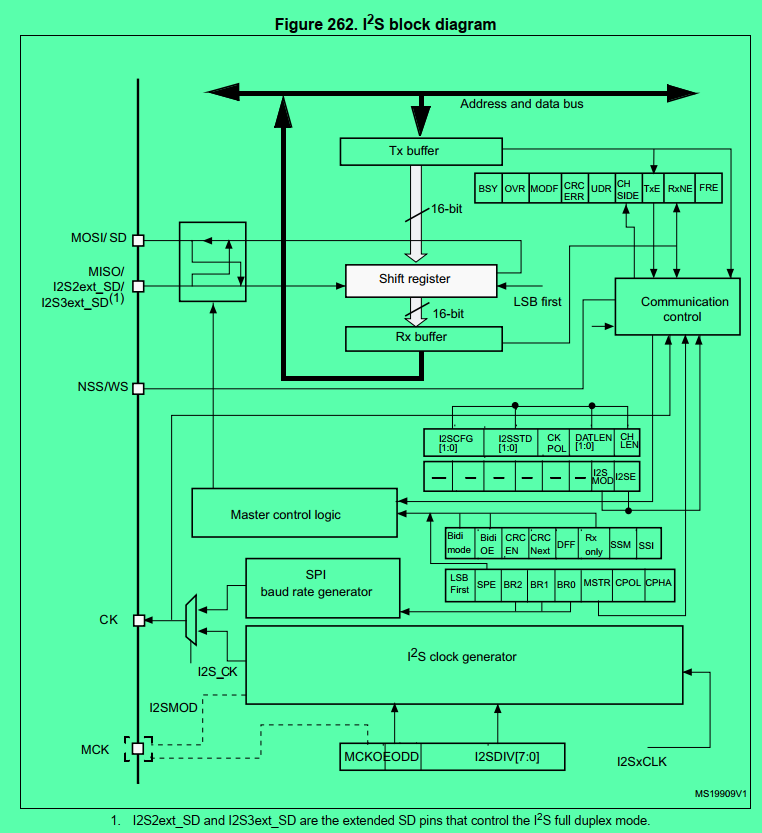 Figure 262. I2S block diagram
Address and data bus
Tx buffer
BSY OVR MODF CRC ERR UDR CH SIDE TxE RxNE FRE
16-bit
MOSI/ SD
MISO/
I2S2ext_SD/
I2S3ext_SD(1)
Shift register
LSB first
Communication
control
16-bit
Rx buffer
NSS/WS
I2SCFG [1:0] I2SSTD [1:0] CK POL DATLEN [1:0] CH LEN
— — — — — — I2S MOD I2SE
Master control logic
Bidi mode Bidi OE CRC EN CRC Next DFF Rx only SSM SSI
SPI
baud rate generator
LSB First SPE BR2 BR1 BR0 MSTR CPOL CPHA
CK
I2S clock generator
I2S_CK
I2SMOD
MCK
MCKOE ODD I2SDIV[7:0]
I2SxCLK
MS19909V1
1. I2S2ext_SD and I2S3ext_SD are the extended SD pins that control the I2S full duplex mode.